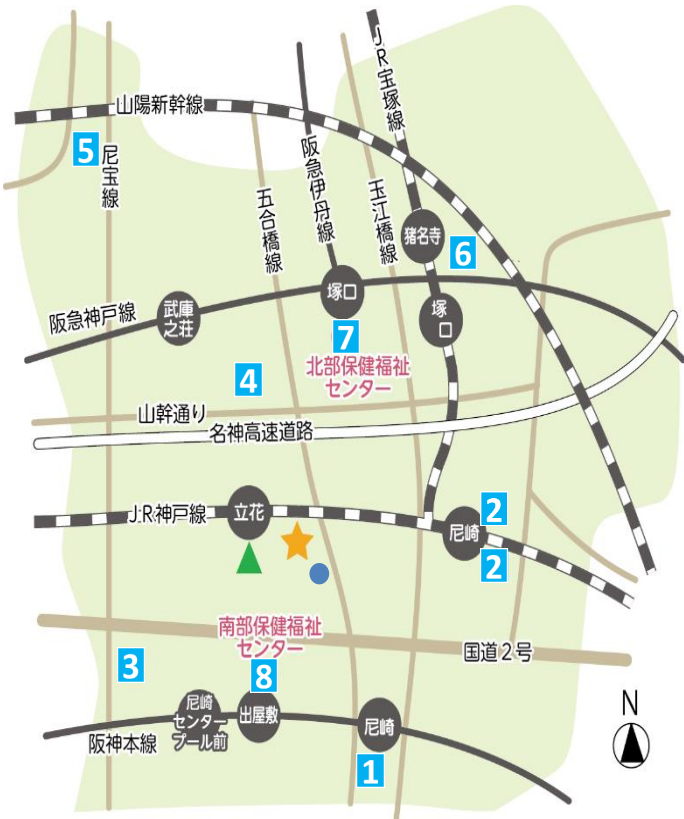 山陽新幹線
JR宝塚線
5
尼宝線
阪急伊丹線
五合橋線
玉江橋線
猪名寺
6
塚口
武庫
之荘
阪急神戸線
塚
口
7
北部保健福祉
センター
4
山幹通り
名神高速道路
JR神戸線
立花
2
尼崎
2
南部保健福祉
センター
国道2号
3
8
尼崎
センター
プール前
出屋敷
尼崎
阪神本線
1
N